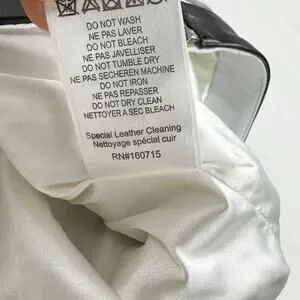 DO NOT WASH
NE PAS LAVER
DO NOT BLEACH
NE PAS JAVELLISER
DO NOT TUMBLE DRY
NE PAS SECHEREN MACHINE
DO NOT IRON
NE PAS REPASSER
DO NOT DRY CLEAN
NETTOYER A SEC BLEACH
Special Leather Cleaning
Nettoyage spécial cuir
RN#160715